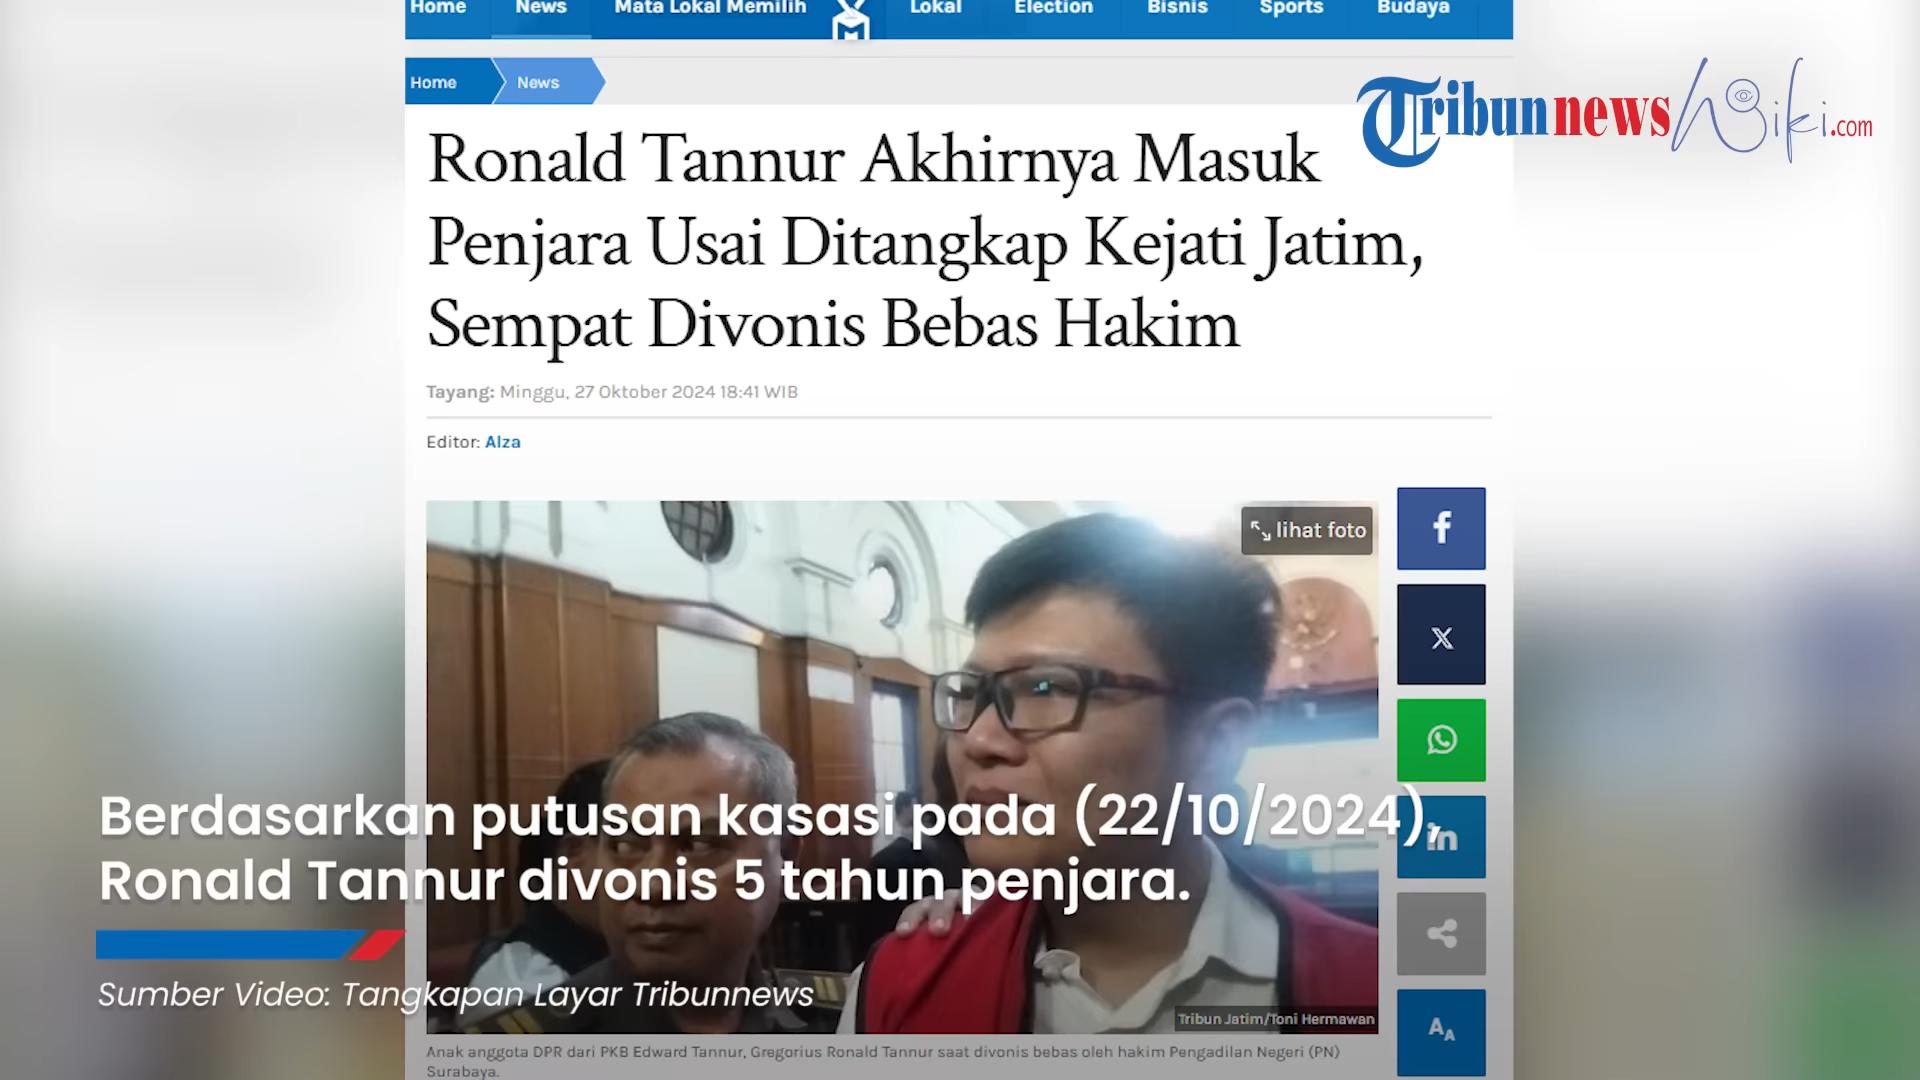 Home News Mata Lokal Memilih Lokal Election Bisnis Sports Budaya
Home News
Tribunnewswiki.com
Ronald Tannur Akhirnya Masuk
Penjara Usai Ditangkap Kejati Jatim,
Sempat Divonis Bebas Hakim
Tayang: Minggu, 27 Oktober 2024 18:41 WIB
Editor: Alza
lihat foto
Berdasarkan putusan kasasi pada (22/10/2024),
Ronald Tannur divonis 5 tahun penjara.
Sumber Video: Tangkapan Layar Tribunnews
Tribun Jatim/Toni Hermawan
AA
Anak anggota DPR dari PKB Edward Tannur, Gregorius Ronald Tannur saat divonis bebas oleh hakim Pengadilan Negeri (PN)
Surabaya.